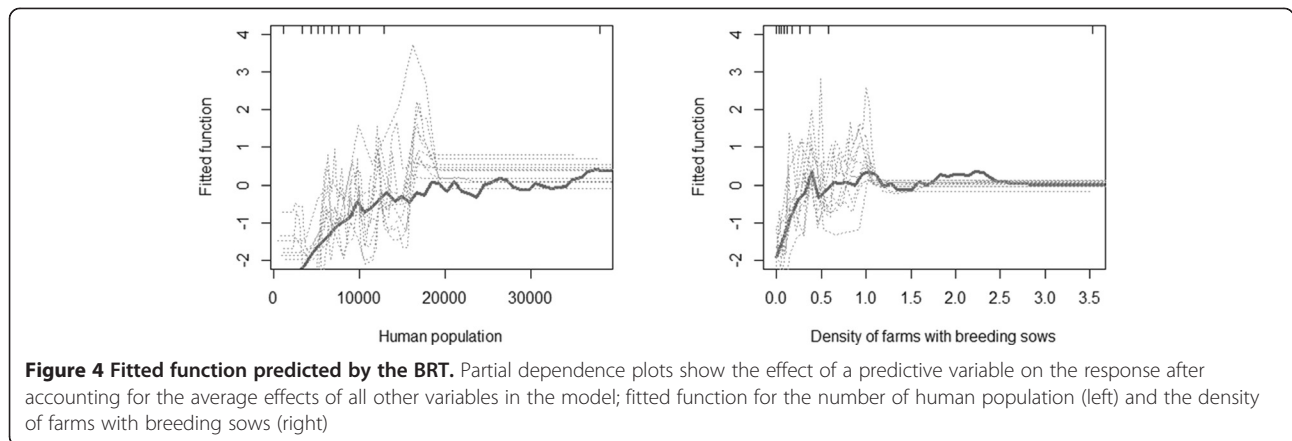 4
3
2
1
0
-1
-2
Fitted function
0 10000 20000 30000
Human population
4
3
2
1
0
-1
-2
Fitted function
0.0 0.5 1.0 1.5 2.0 2.5 3.0 3.5
Density of farms with breeding sows
Figure 4 Fitted function predicted by the BRT. Partial dependence plots show the effect of a predictive variable on the response after
accounting for the average effects of all other variables in the model; fitted function for the number of human population (left) and the density
of farms with breeding sows (right)